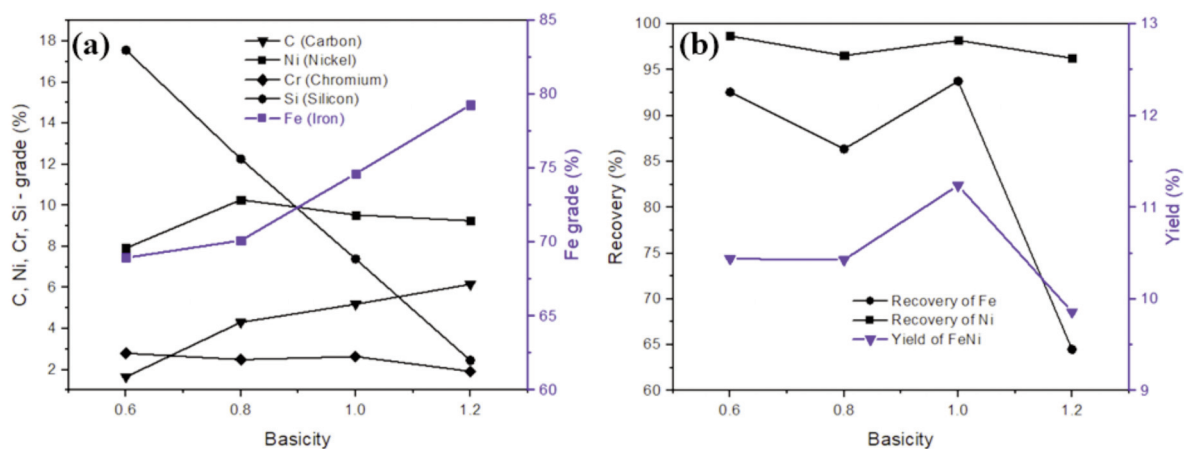 (a)
C (Carbon)
Ni (Nickel)
Cr (Chromium)
Si (Silicon)
Fe (Iron)
C, Ni, Cr, Si - grade (%)
18
16
14
12
10
8
6
4
2
0.6 0.8 1.0 1.2
Basicity
85
80
75
70
65
60
Fe grade (%)
(b)
Recovery (%)
100
95
90
85
80
75
70
65
60
Recovery of Fe
Recovery of Ni
Yield of FeNi
0.6 0.8 1.0 1.2
Basicity
13
12
11
10
9
Yield (%)